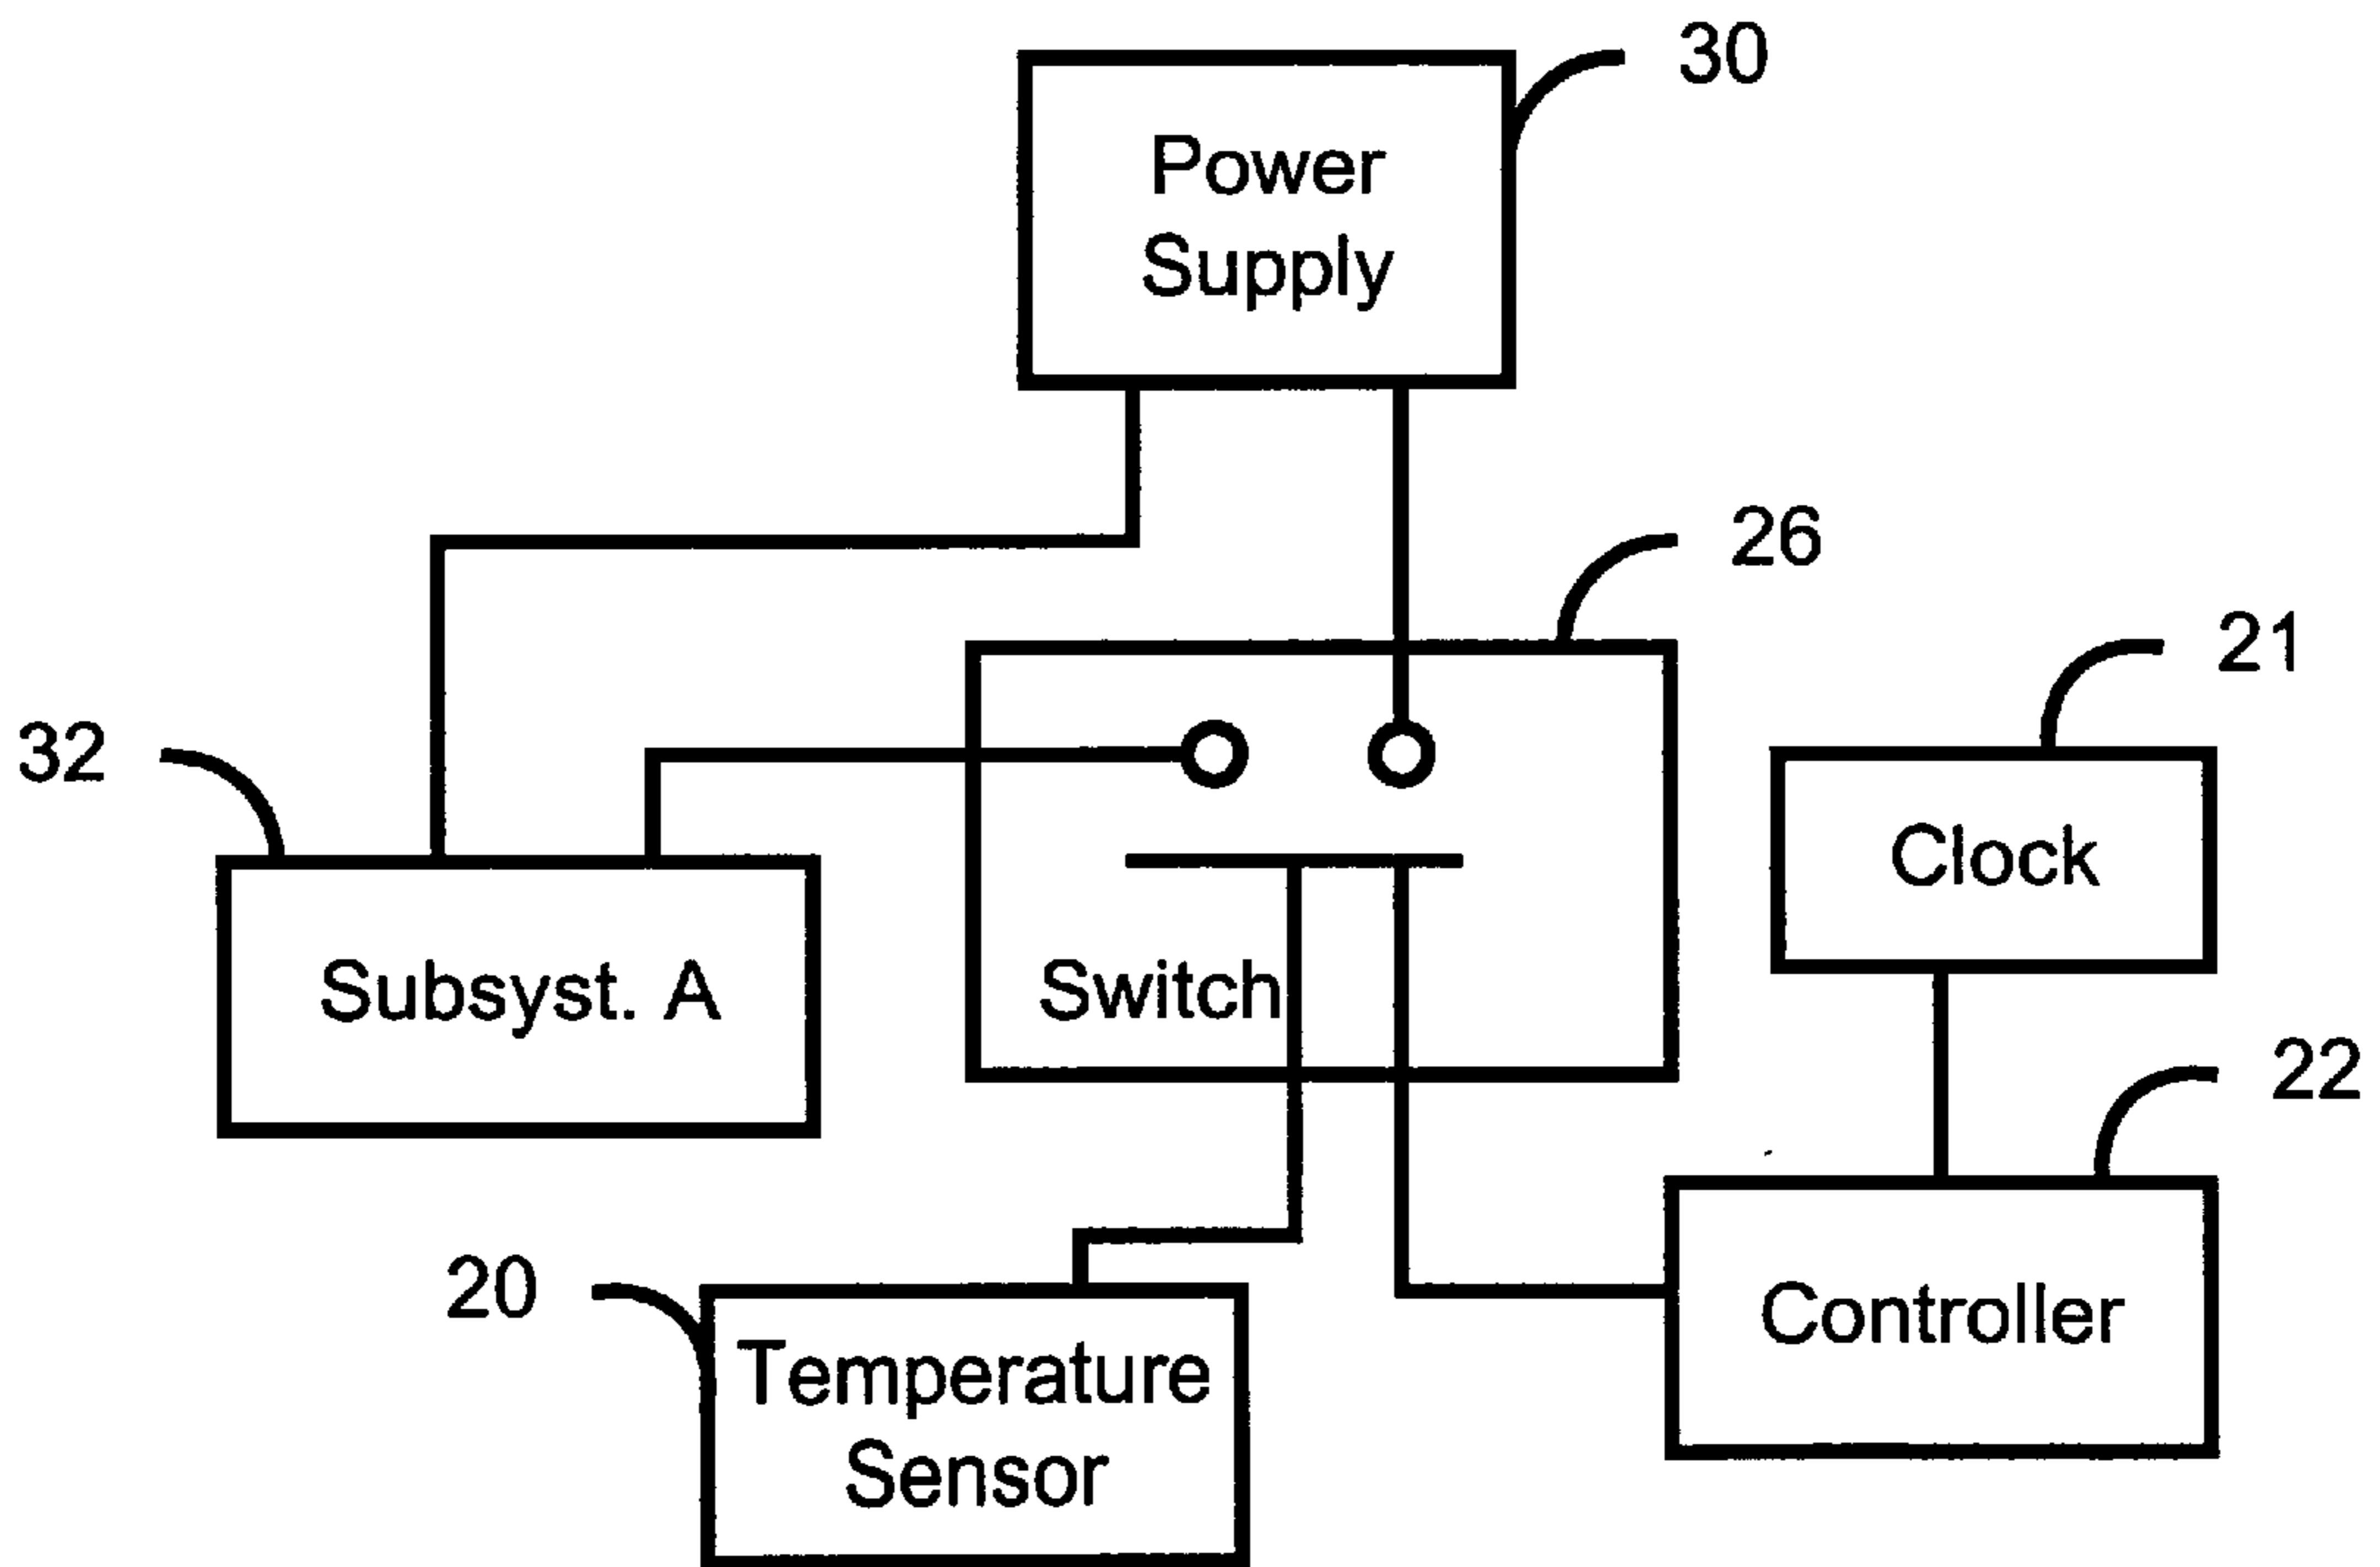 30
Power
Supply
26
21
32
Clock
Subsyst. A
Switch
22
20
Controller
Temperature
Sensor